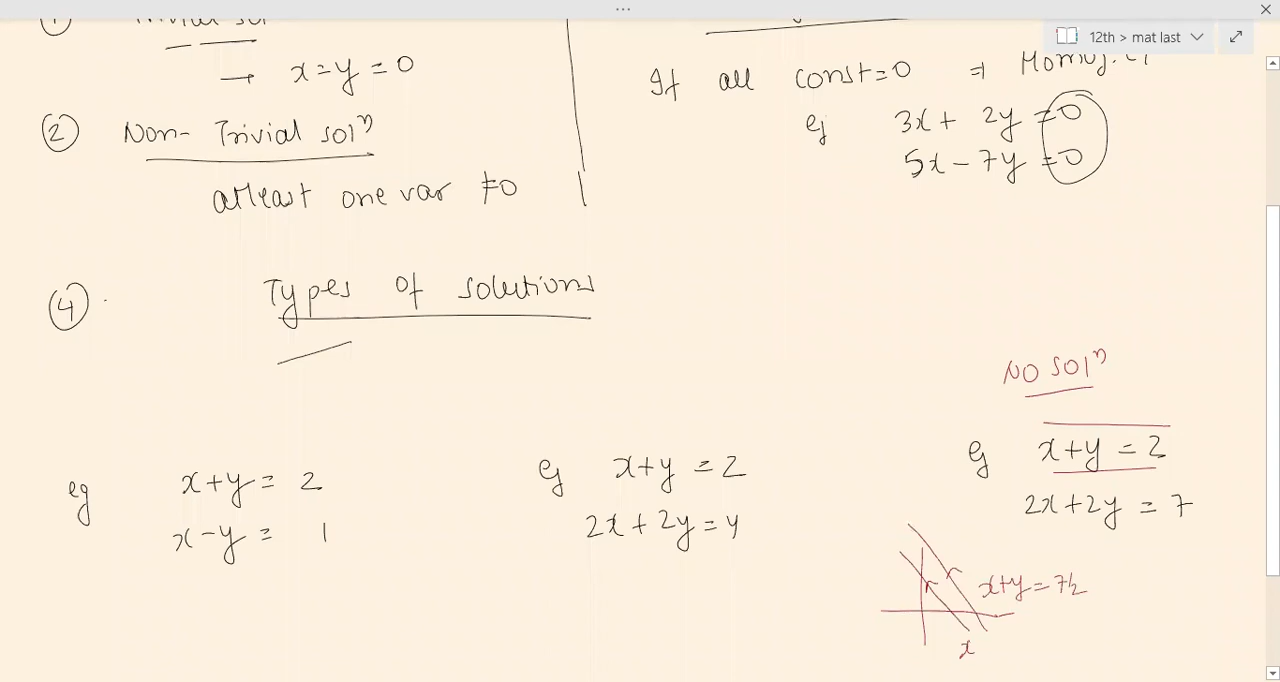 12th > mat last
→ x=y=0
② Non-Trivial solⁿ
atleast one var ≠0
If all const=0 ⇒ Homog.
eg 3x+ 2y =0
5x-7y =0
④ Types of solutions
eg x+y = 2
x-y = 1
eg x+y = 2
2x+2y=4
NO SOlⁿ
eg x+y = 2
2x+2y = 7
x+y=7/2
x